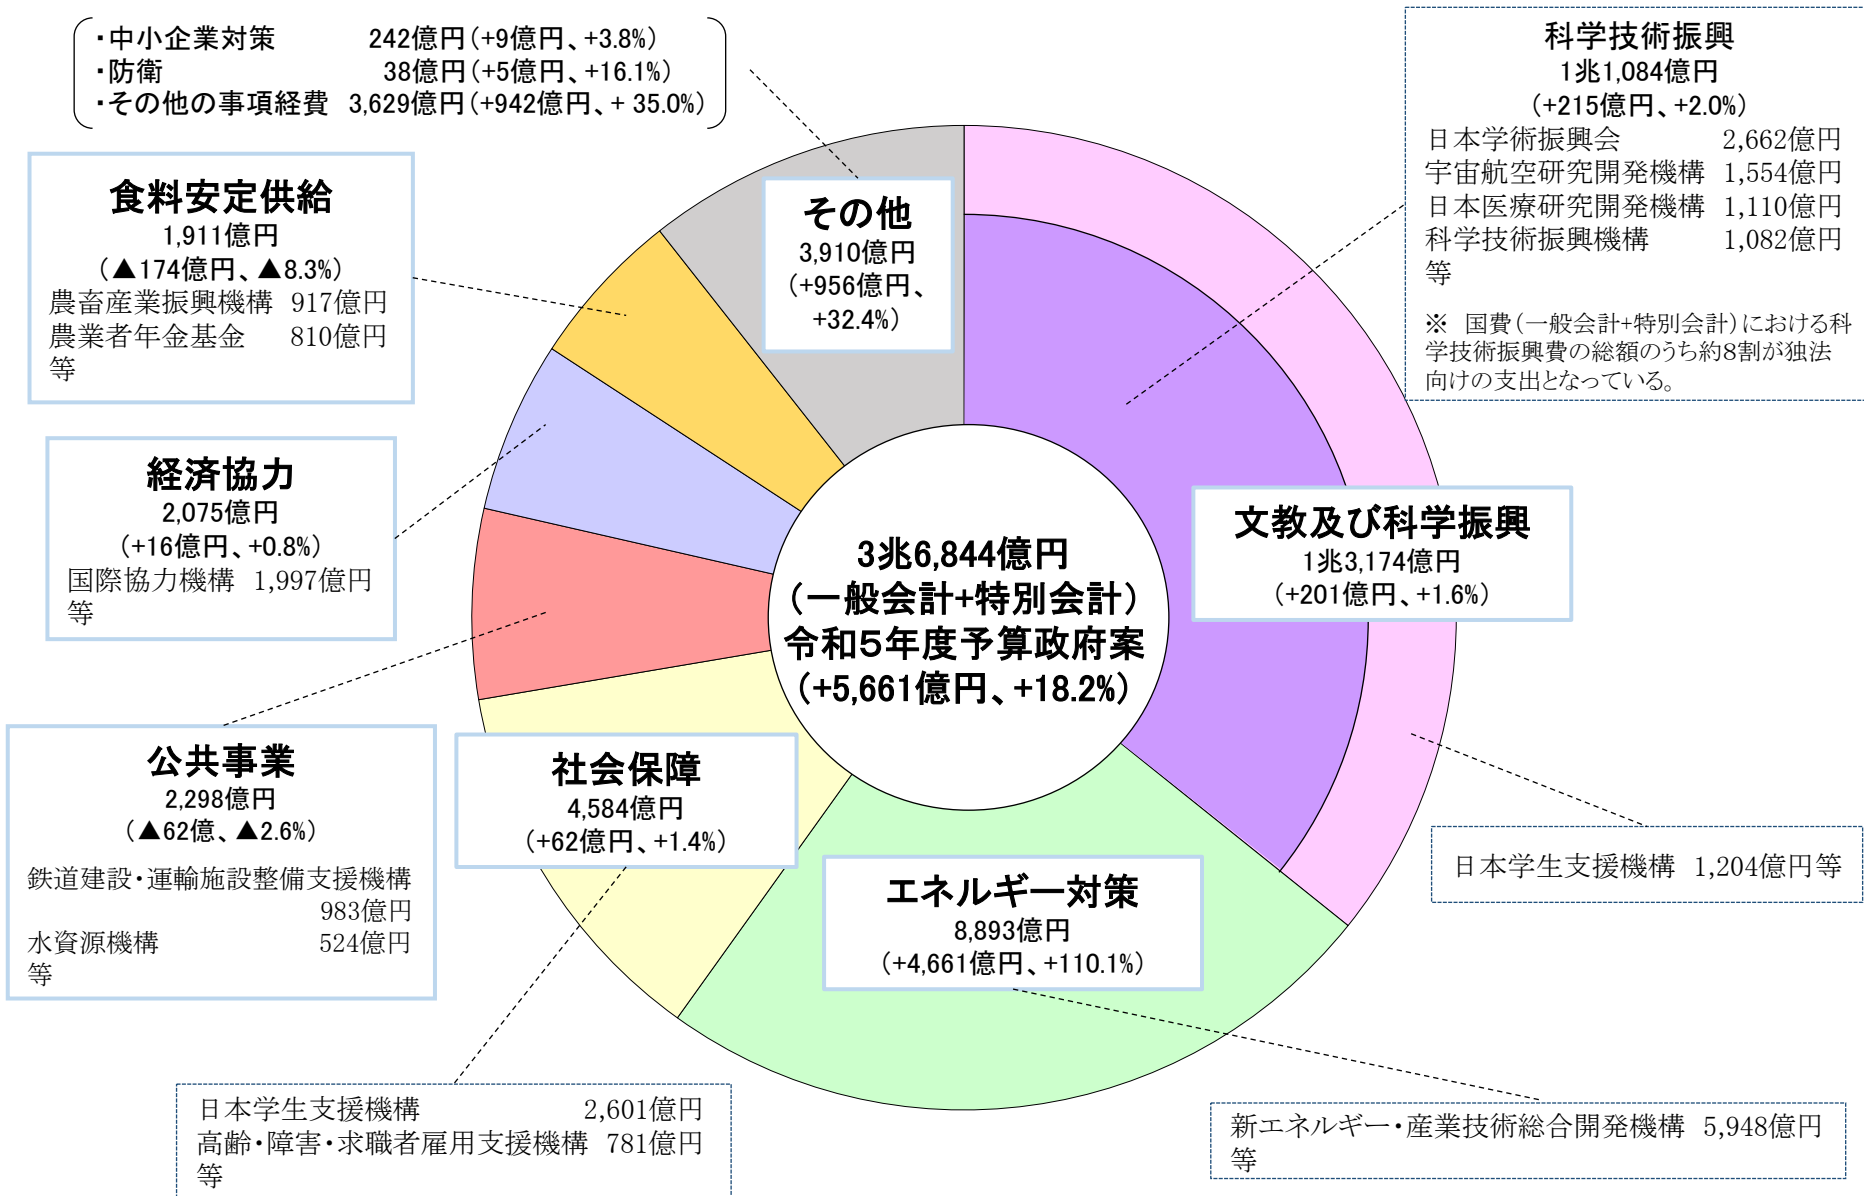 ・中小企業対策 242億円(+9億円、+3.8%)
・防衛 38億円(+5億円、+16.1%)
・その他の事項経費 3,629億円(+942億円、+ 35.0%)
科学技術振興
1兆1,084億円
(+215億円、+2.0%)
日本学術振興会 2,662億円
宇宙航空研究開発機構 1,554億円
日本医療研究開発機構 1,110億円
科学技術振興機構 1,082億円
等
※ 国費(一般会計+特別会計)における科
学技術振興費の総額のうち約8割が独法
向けの支出となっている。
食料安定供給
1,911億円
(▲174億円、▲8.3%)
農畜産業振興機構 917億円
農業者年金基金 810億円
等
その他
3,910億円
(+956億円、
+32.4%)
経済協力
2,075億円
(+16億円、+0.8%)
国際協力機構 1,997億円
等
文教及び科学振興
1兆3,174億円
(+201億円、+1.6%)
3兆6,844億円
(一般会計+特別会計)
令和5年度予算政府案
(+5,661億円、+18.2%)
公共事業
2,298億円
(▲62億、▲2.6%)
鉄道建設・運輸施設整備支援機構
983億円
水資源機構 524億円
等
社会保障
4,584億円
(+62億円、+1.4%)
エネルギー対策
8,893億円
(+4,661億円、+110.1%)
日本学生支援機構 1,204億円等
日本学生支援機構 2,601億円
高齢・障害・求職者雇用支援機構 781億円
等
新エネルギー・産業技術総合開発機構 5,948億円
等